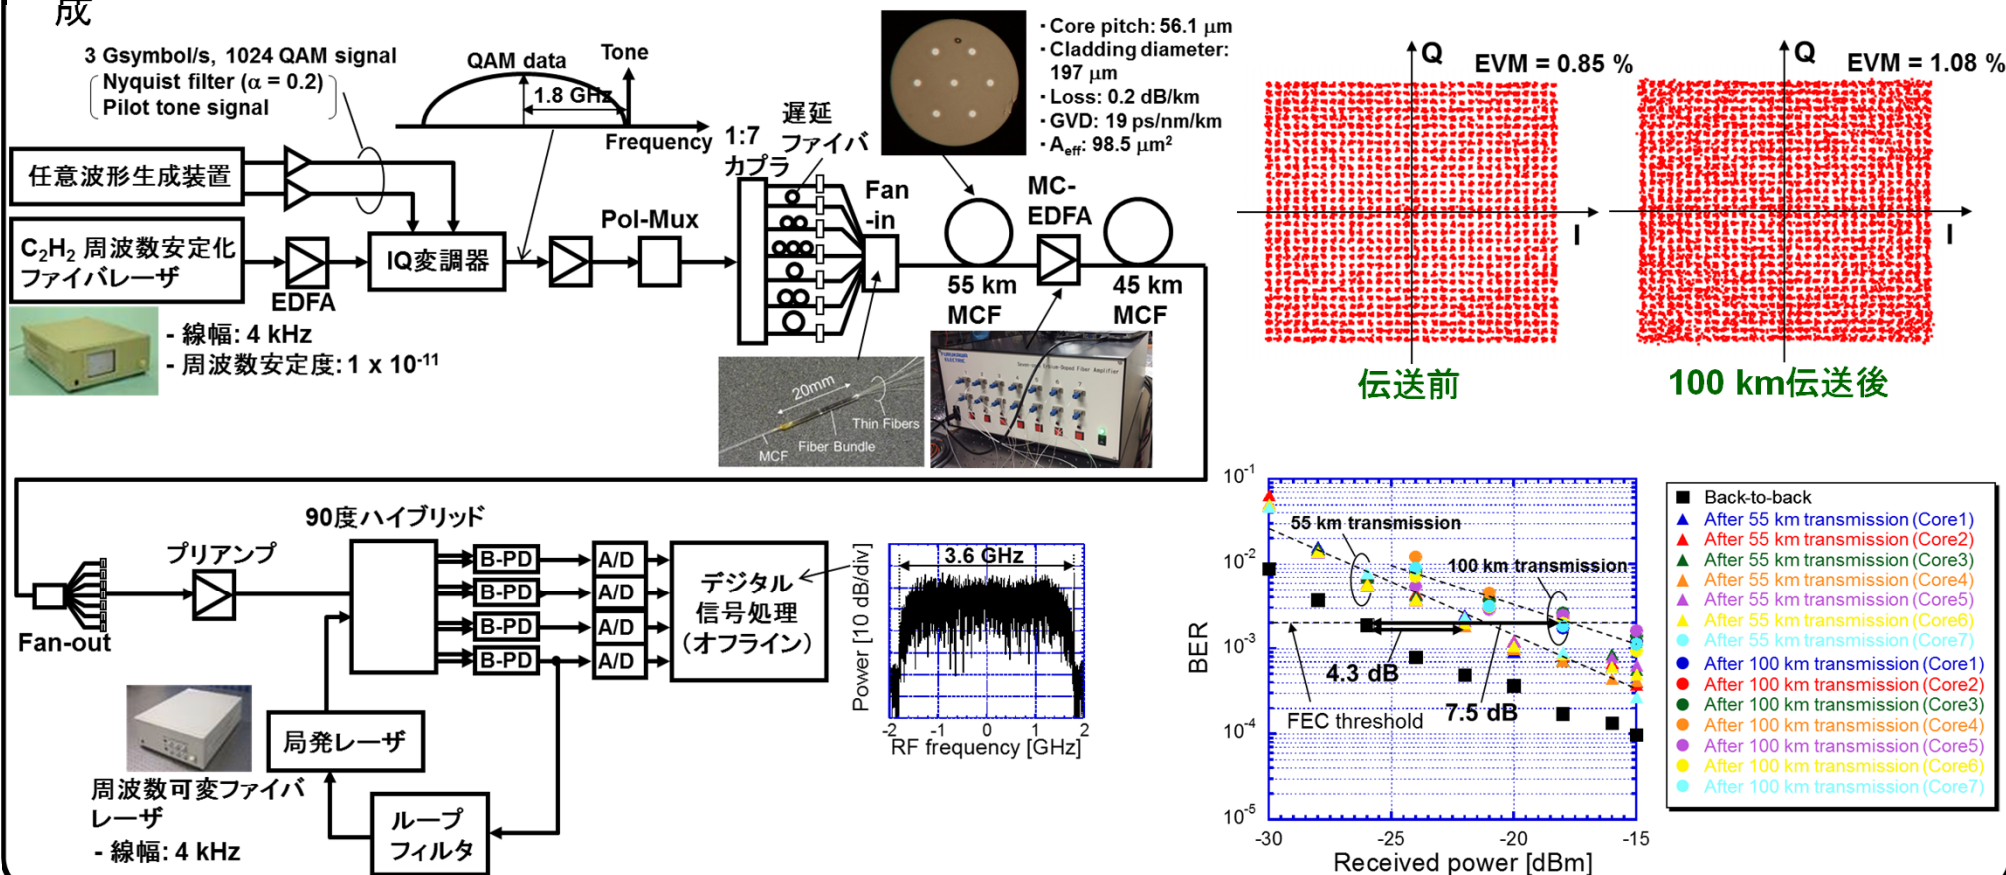 成
3 Gsymbol/s, 1024 QAM signal
Nyquist filter (α = 0.2)
Pilot tone signal
QAM data
Tone
1.8 GHz
Frequency
任意波形生成装置
C₂H₂ 周波数安定化
ファイバレーザ
EDFA
IQ変調器
- 線幅: 4 kHz
- 周波数安定度: 1 x 10⁻¹¹
Pol-Mux
1:7
カプラ
遅延
ファイバ
Fan
-in
・Core pitch: 56.1 μm
・Cladding diameter:
197 μm
・Loss: 0.2 dB/km
・GVD: 19 ps/nm/km
・Aeff: 98.5 μm²
55 km
MCF
MC-
EDFA
45 km
MCF
20mm
Thin Fibers
Fiber Bundle
MCF
Q
EVM = 0.85 %
I
伝送前
Q
EVM = 1.08 %
I
100 km伝送後
Fan-out
プリアンプ
90度ハイブリッド
B-PD
A/D
B-PD
A/D
B-PD
A/D
B-PD
A/D
デジタル
信号処理
(オフライン)
局発レーザ
周波数可変ファイバ
レーザ
- 線幅: 4 kHz
ループ
フィルタ
Power [10 dB/div]
3.6 GHz
-2 -1 0 1 2
RF frequency [GHz]
BER
10⁻¹
10⁻²
10⁻³
10⁻⁴
10⁻⁵
55 km transmission
100 km transmission
4.3 dB
7.5 dB
FEC threshold
-30 -25 -20 -15
Received power [dBm]
Back-to-back
After 55 km transmission (Core1)
After 55 km transmission (Core2)
After 55 km transmission (Core3)
After 55 km transmission (Core4)
After 55 km transmission (Core5)
After 55 km transmission (Core6)
After 55 km transmission (Core7)
After 100 km transmission (Core1)
After 100 km transmission (Core2)
After 100 km transmission (Core3)
After 100 km transmission (Core4)
After 100 km transmission (Core5)
After 100 km transmission (Core6)
After 100 km transmission (Core7)